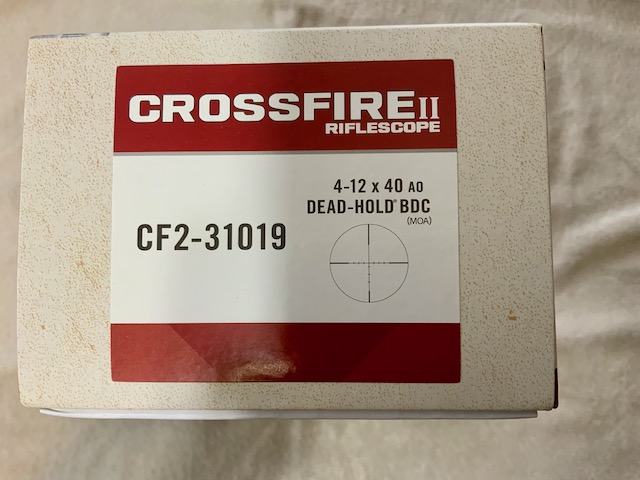 CROSSFIRE II
RIFLESCOPE
4-12 x 40 AO
DEAD-HOLD® BDC
(MOA)
CF2-31019